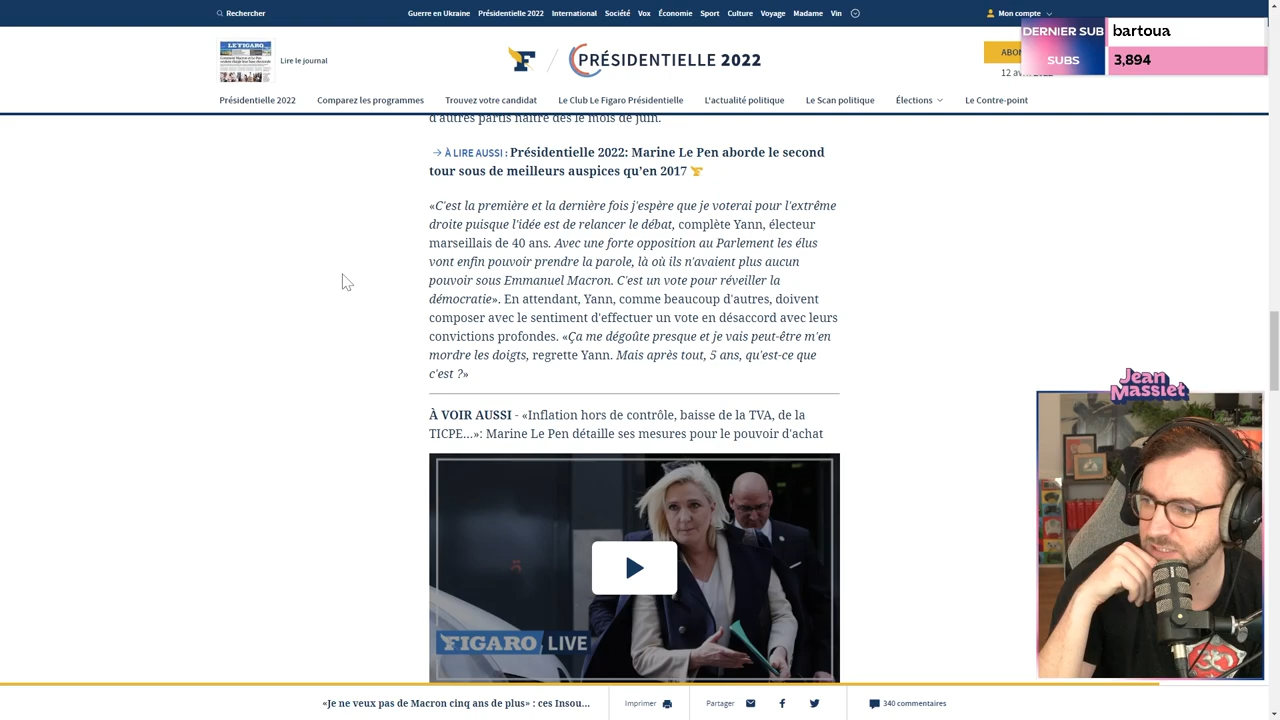 Rechercher
Guerre en Ukraine Présidentielle 2022 International Société Vox Économie Sport Culture Voyage Madame Vin
Mon compte
DERNIER SUB bartoua
SUBS 3,894
LE FIGARO
Lire le journal
F / PRÉSIDENTIELLE 2022
Présidentielle 2022 Comparez les programmes Trouvez votre candidat Le Club Le Figaro Présidentielle L'actualité politique Le Scan politique Élections Le Contre-point
d'autres partis naître dès le mois de juin.
→ À LIRE AUSSI : Présidentielle 2022: Marine Le Pen aborde le second
tour sous de meilleurs auspices qu’en 2017
«C'est la première et la dernière fois j'espère que je voterai pour l'extrême
droite puisque l'idée est de relancer le débat, complète Yann, électeur
marseillais de 40 ans. Avec une forte opposition au Parlement les élus
vont enfin pouvoir prendre la parole, là où ils n'avaient plus aucun
pouvoir sous Emmanuel Macron. C'est un vote pour réveiller la
démocratie». En attendant, Yann, comme beaucoup d'autres, doivent
composer avec le sentiment d'effectuer un vote en désaccord avec leurs
convictions profondes. «Ça me dégoûte presque et je vais peut-être m'en
mordre les doigts, regrette Yann. Mais après tout, 5 ans, qu'est-ce que
c'est ?»
À VOIR AUSSI - «Inflation hors de contrôle, baisse de la TVA, de la
TICPE...»: Marine Le Pen détaille ses mesures pour le pouvoir d'achat
FIGARO LIVE
Jean
Massiet
«Je ne veux pas de Macron cinq ans de plus» : ces Insou...
Imprimer
Partager
340 commentaires